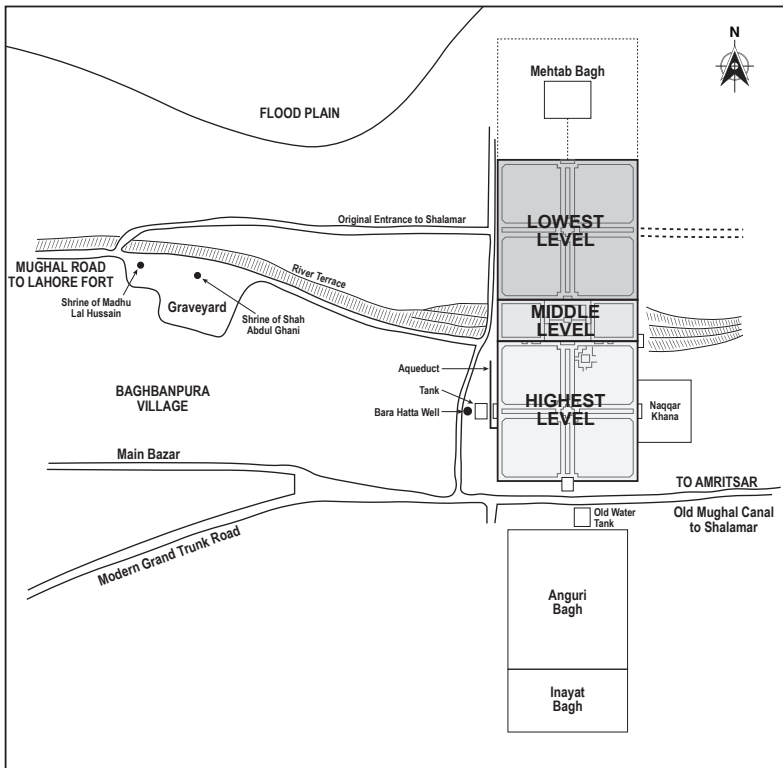 N
Mehtab Bagh
FLOOD PLAIN
Original Entrance to Shalamar
LOWEST
LEVEL
MUGHAL ROAD
TO LAHORE FORT
River Terrace
Shrine of Madhu
Lal Hussain
Graveyard
Shrine of Shah
Abdul Ghani
MIDDLE
LEVEL
Aqueduct
Tank
Bara Hatta Well
BAGHBANPURA
VILLAGE
HIGHEST
LEVEL
Naqqar
Khana
Main Bazar
TO AMRITSAR
Old Mughal Canal
to Shalamar
Old Water
Tank
Modern Grand Trunk Road
Anguri
Bagh
Inayat
Bagh